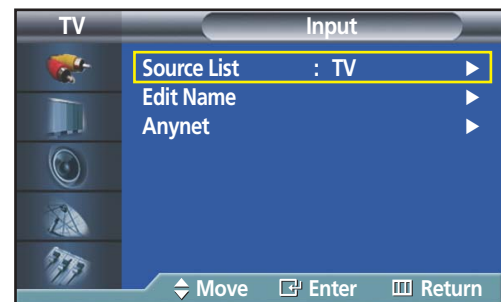 TV Input
Source List : TV
Edit Name
Anynet
Move Enter Return